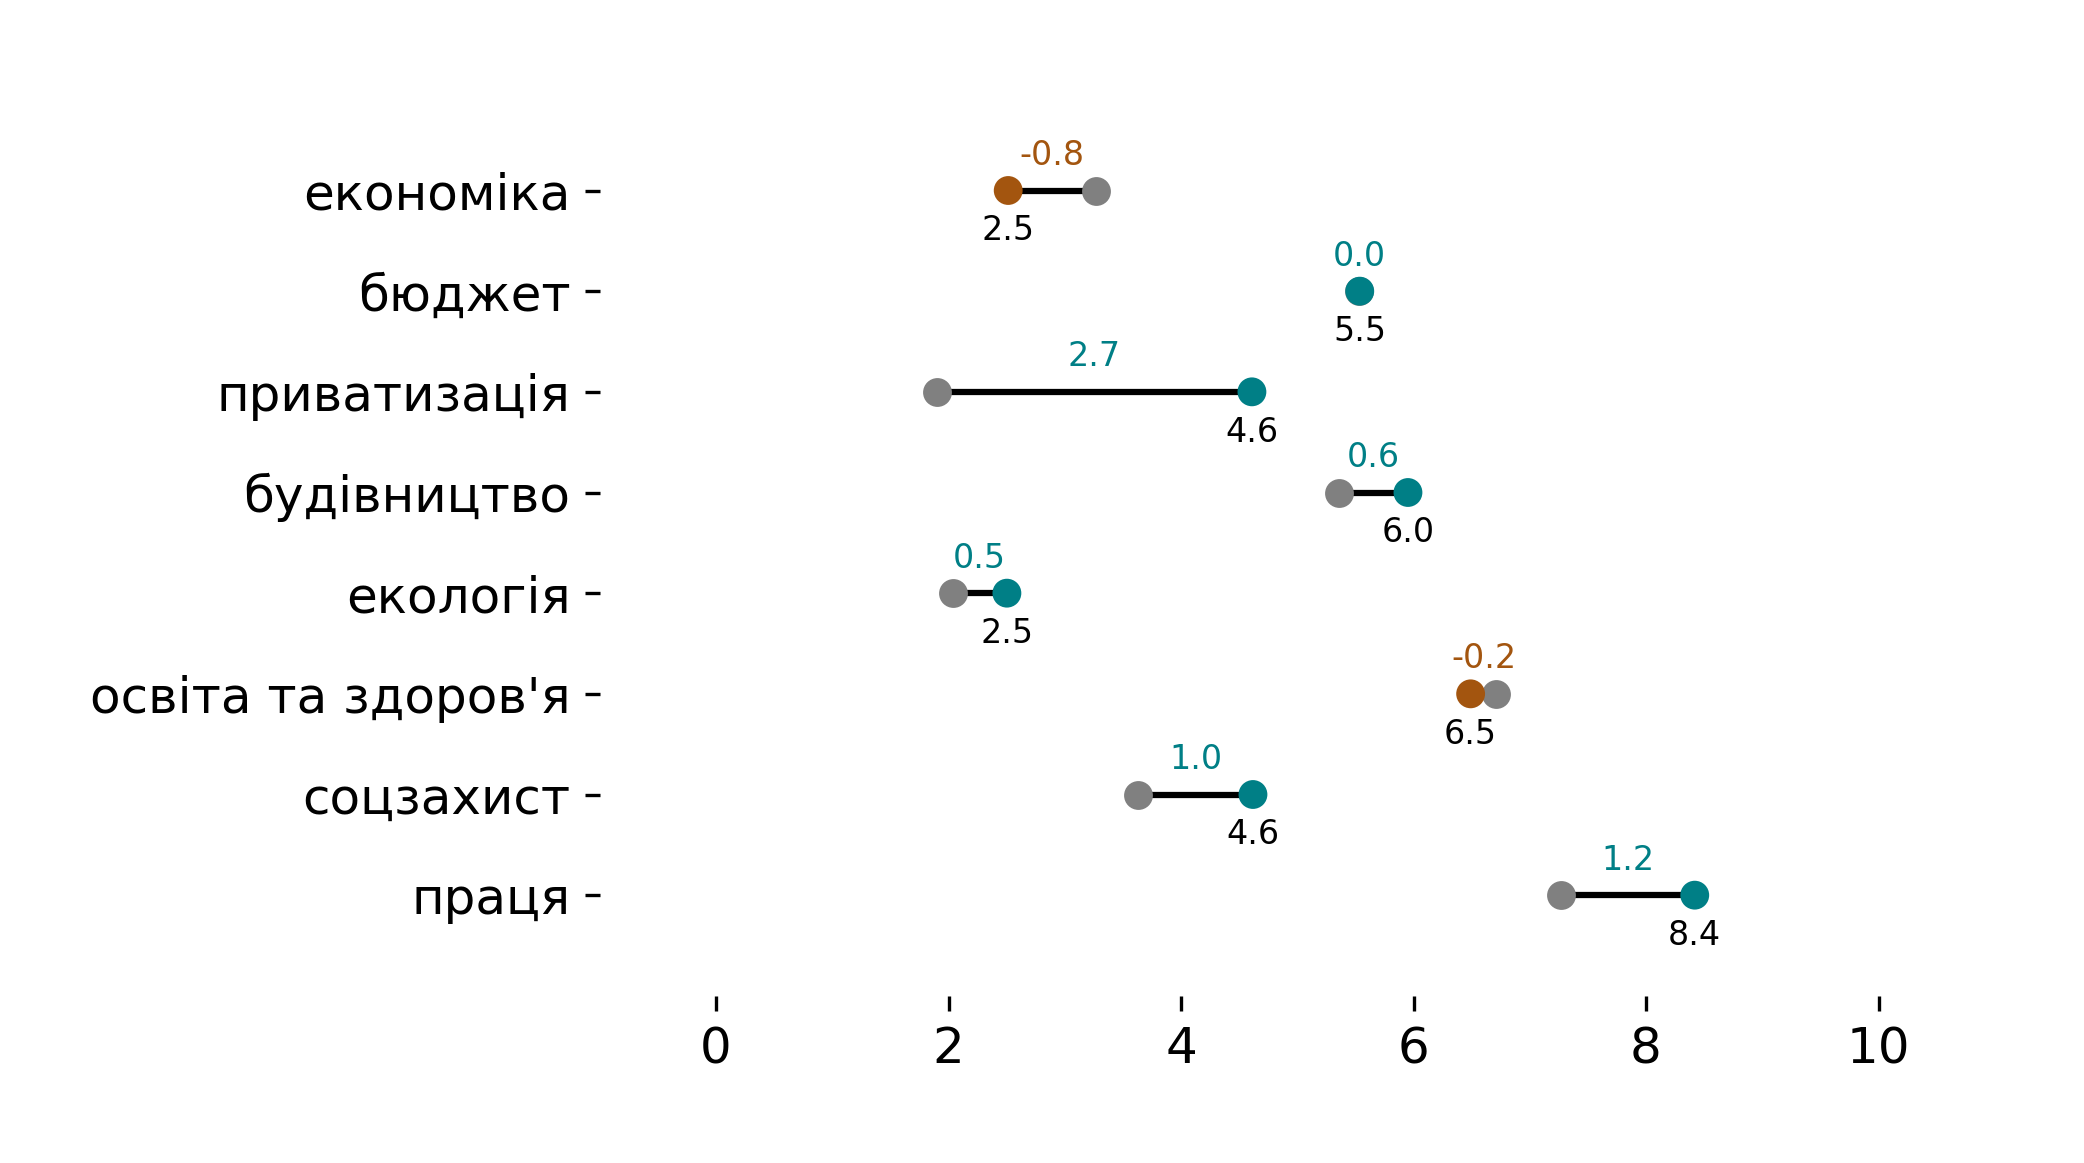 -0.8
економіка
2.5
0.0
бюджет
5.5
2.7
приватизація
4.6
0.6
будівництво
6.0
0.5
екологія
2.5
-0.2
освіта та здоров'я
6.5
1.0
соцзахист
4.6
1.2
праця
8.4
0 2 4 6 8 10